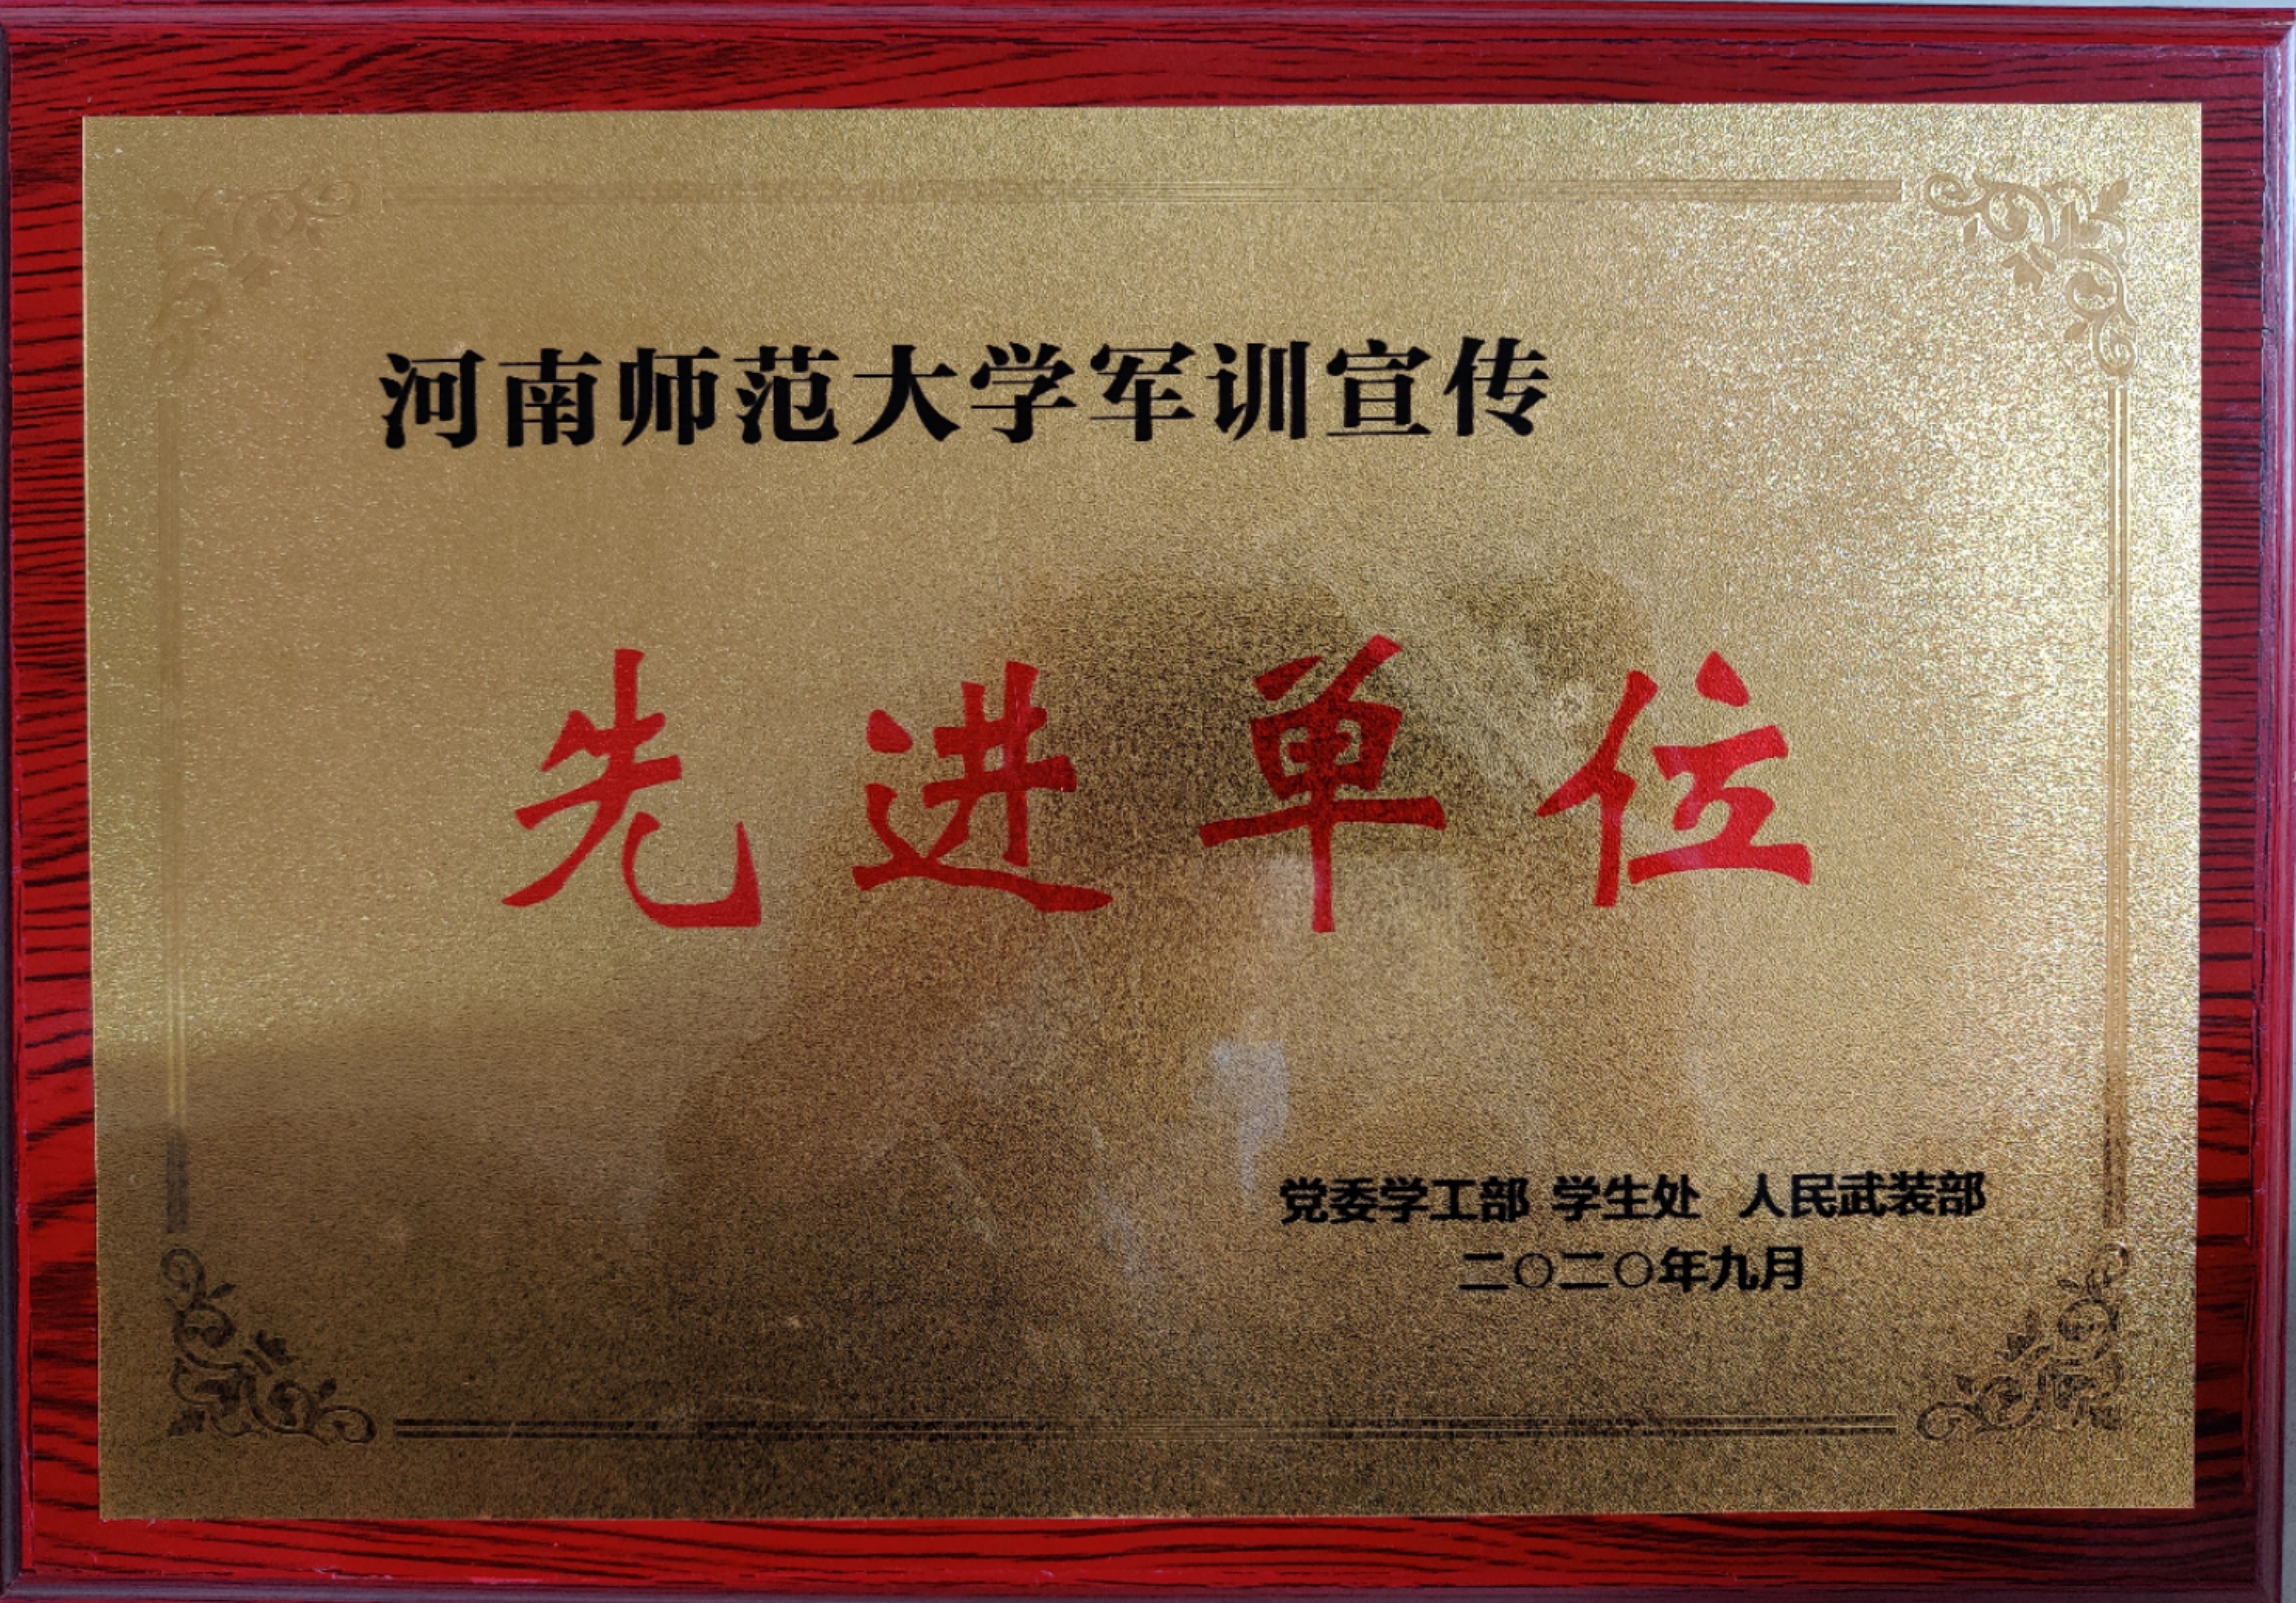 河南师范大学军训宣传
先进单位
党委学工部 学生处 人民武装部
二〇二〇年九月